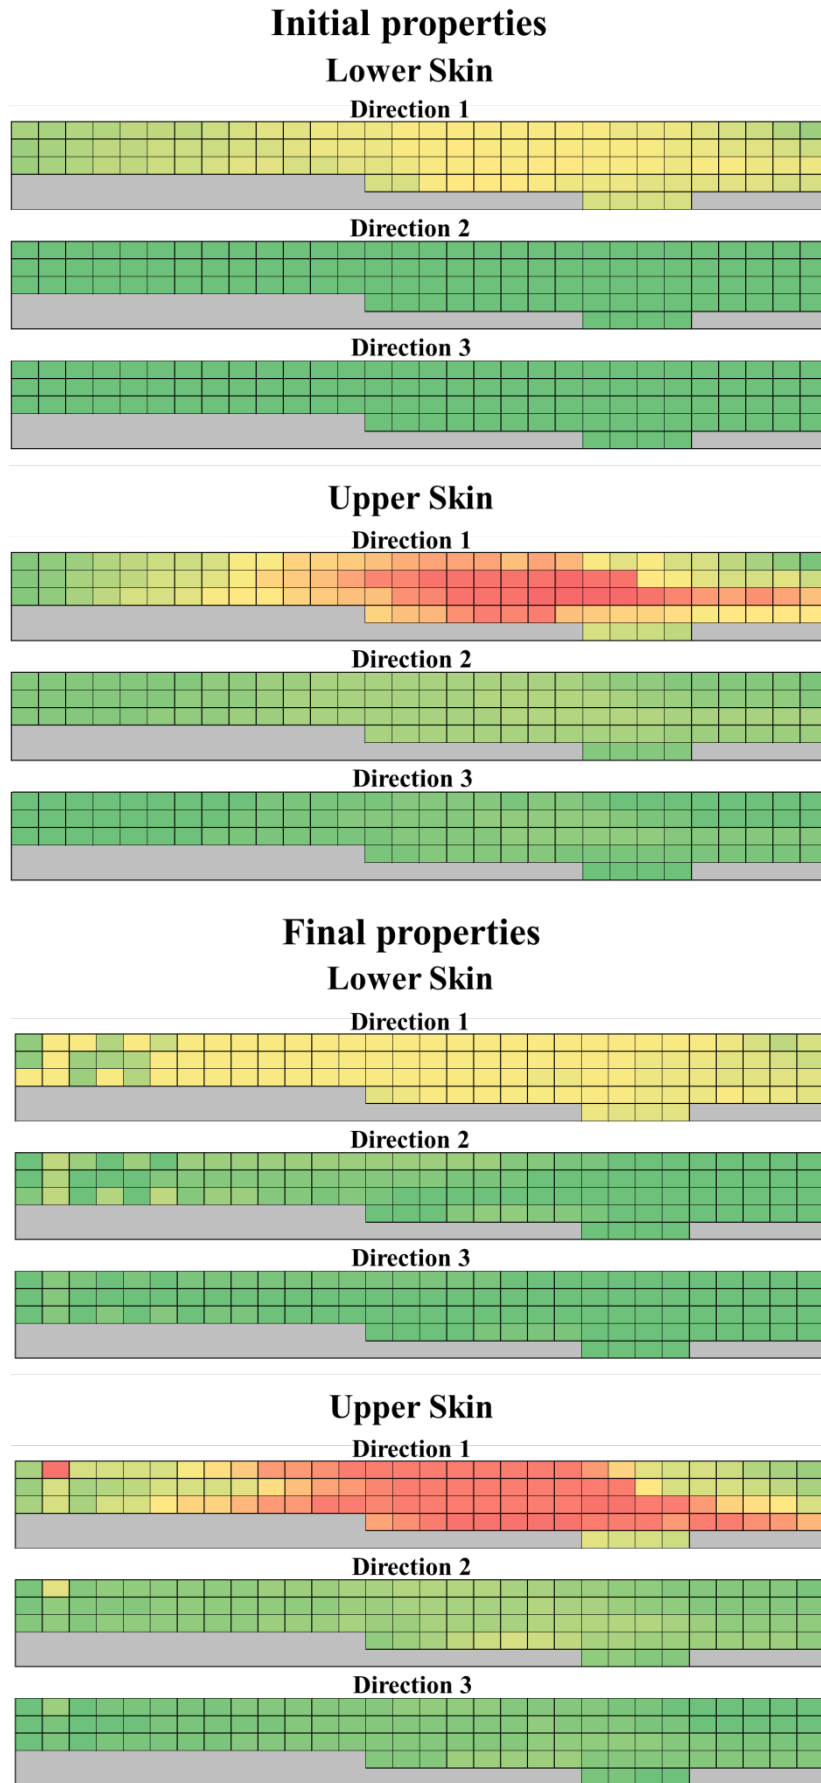 Initial properties
Lower Skin
Direction 1
Direction 2
Direction 3
Upper Skin
Direction 1
Direction 2
Direction 3
Final properties
Lower Skin
Direction 1
Direction 2
Direction 3
Upper Skin
Direction 1
Direction 2
Direction 3